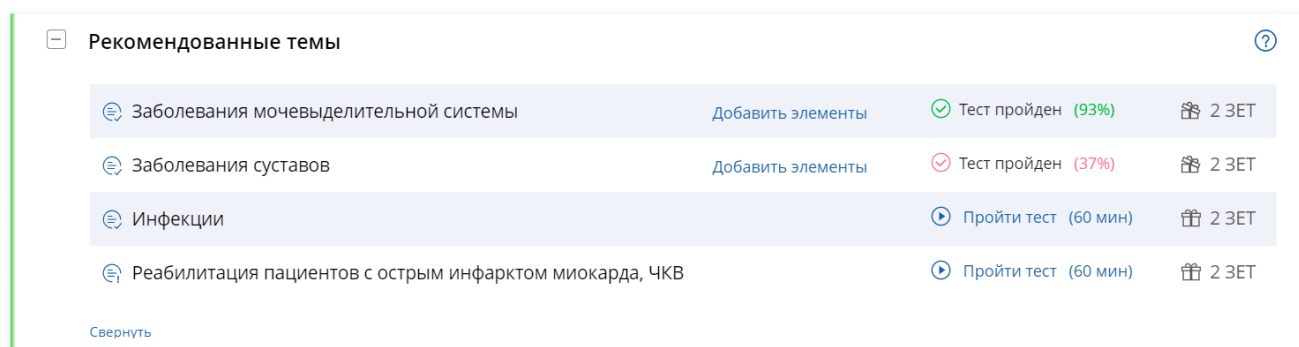 Рекомендованные темы
Заболевания мочевыделительной системы Добавить элементы Тест пройден (93%) 2 ЗЕТ
Заболевания суставов Добавить элементы Тест пройден (37%) 2 ЗЕТ
Инфекции Пройти тест (60 мин) 2 ЗЕТ
Реабилитация пациентов с острым инфарктом миокарда, ЧКВ Пройти тест (60 мин) 2 ЗЕТ
Свернуть